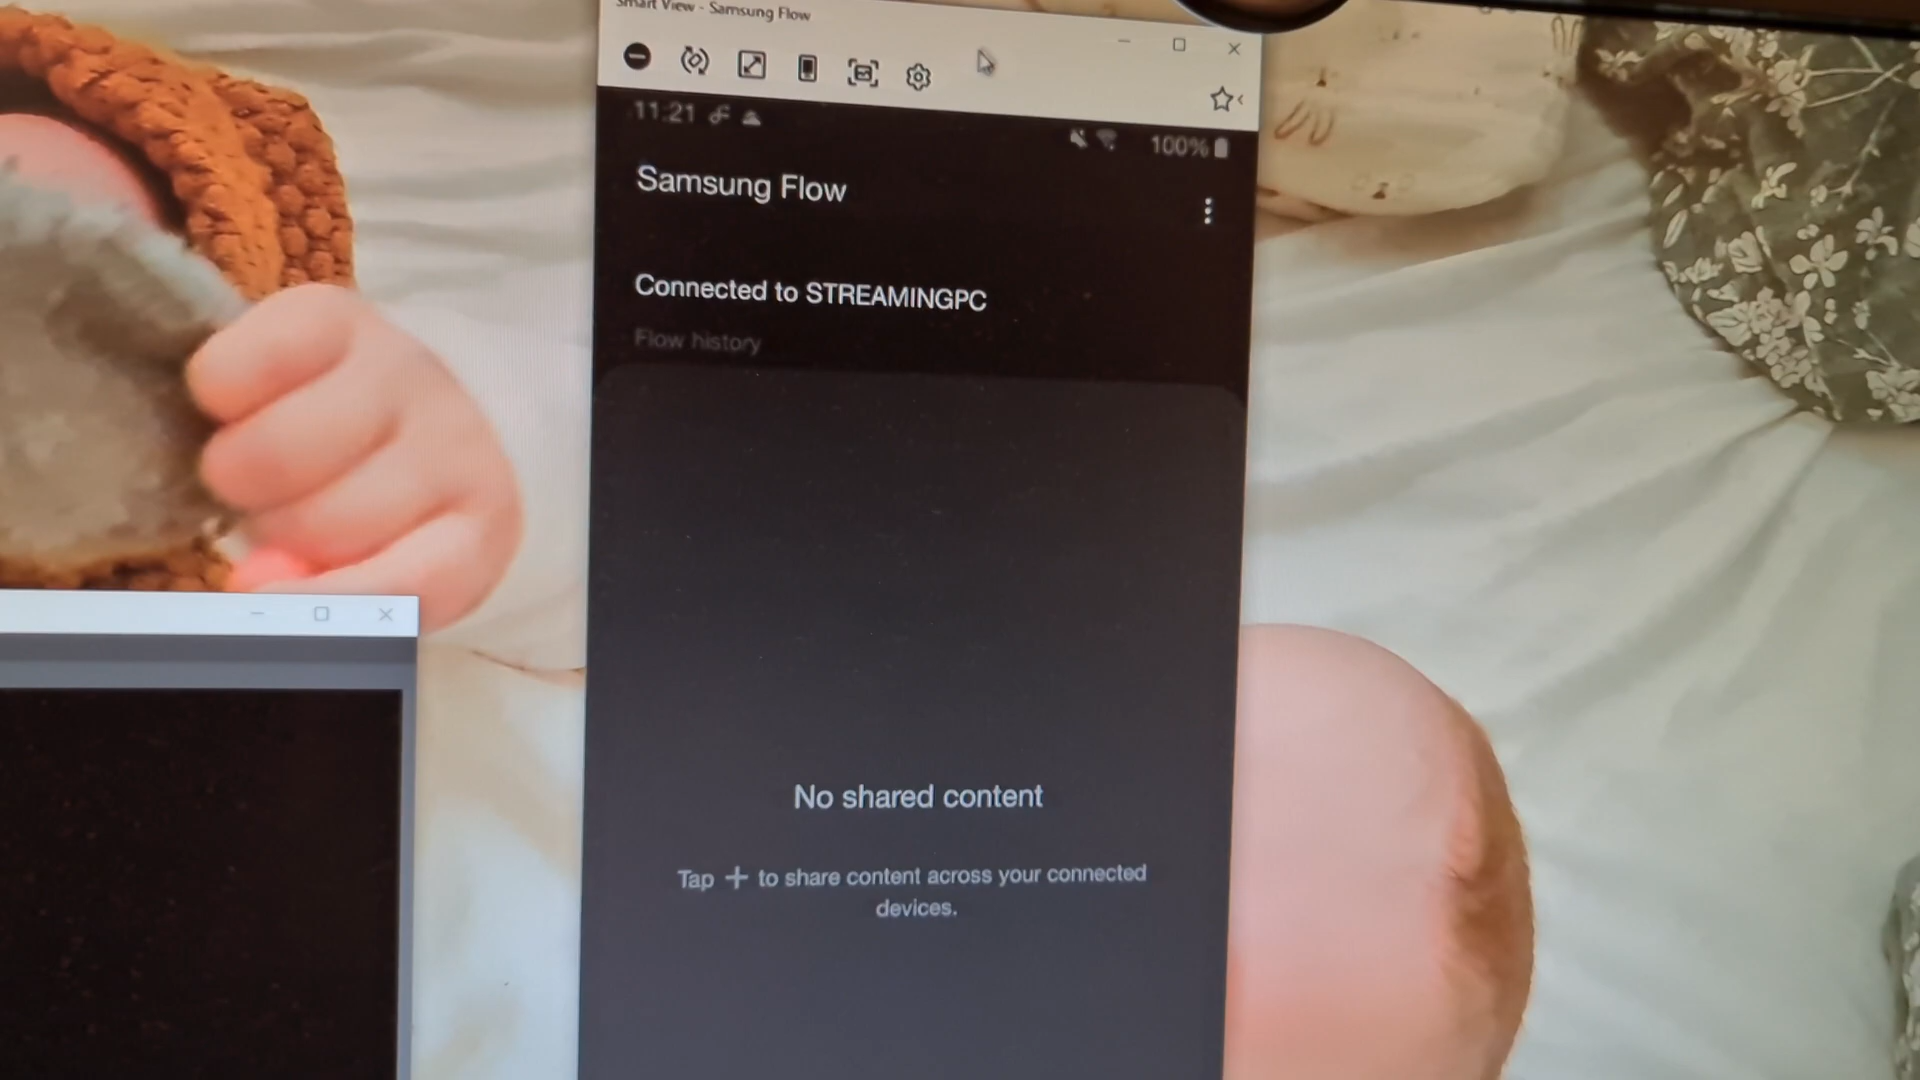 Smart View - Samsung Flow
11:21
100%
Samsung Flow
Connected to STREAMINGPC
Flow history
No shared content
Tap + to share content across your connected
devices.